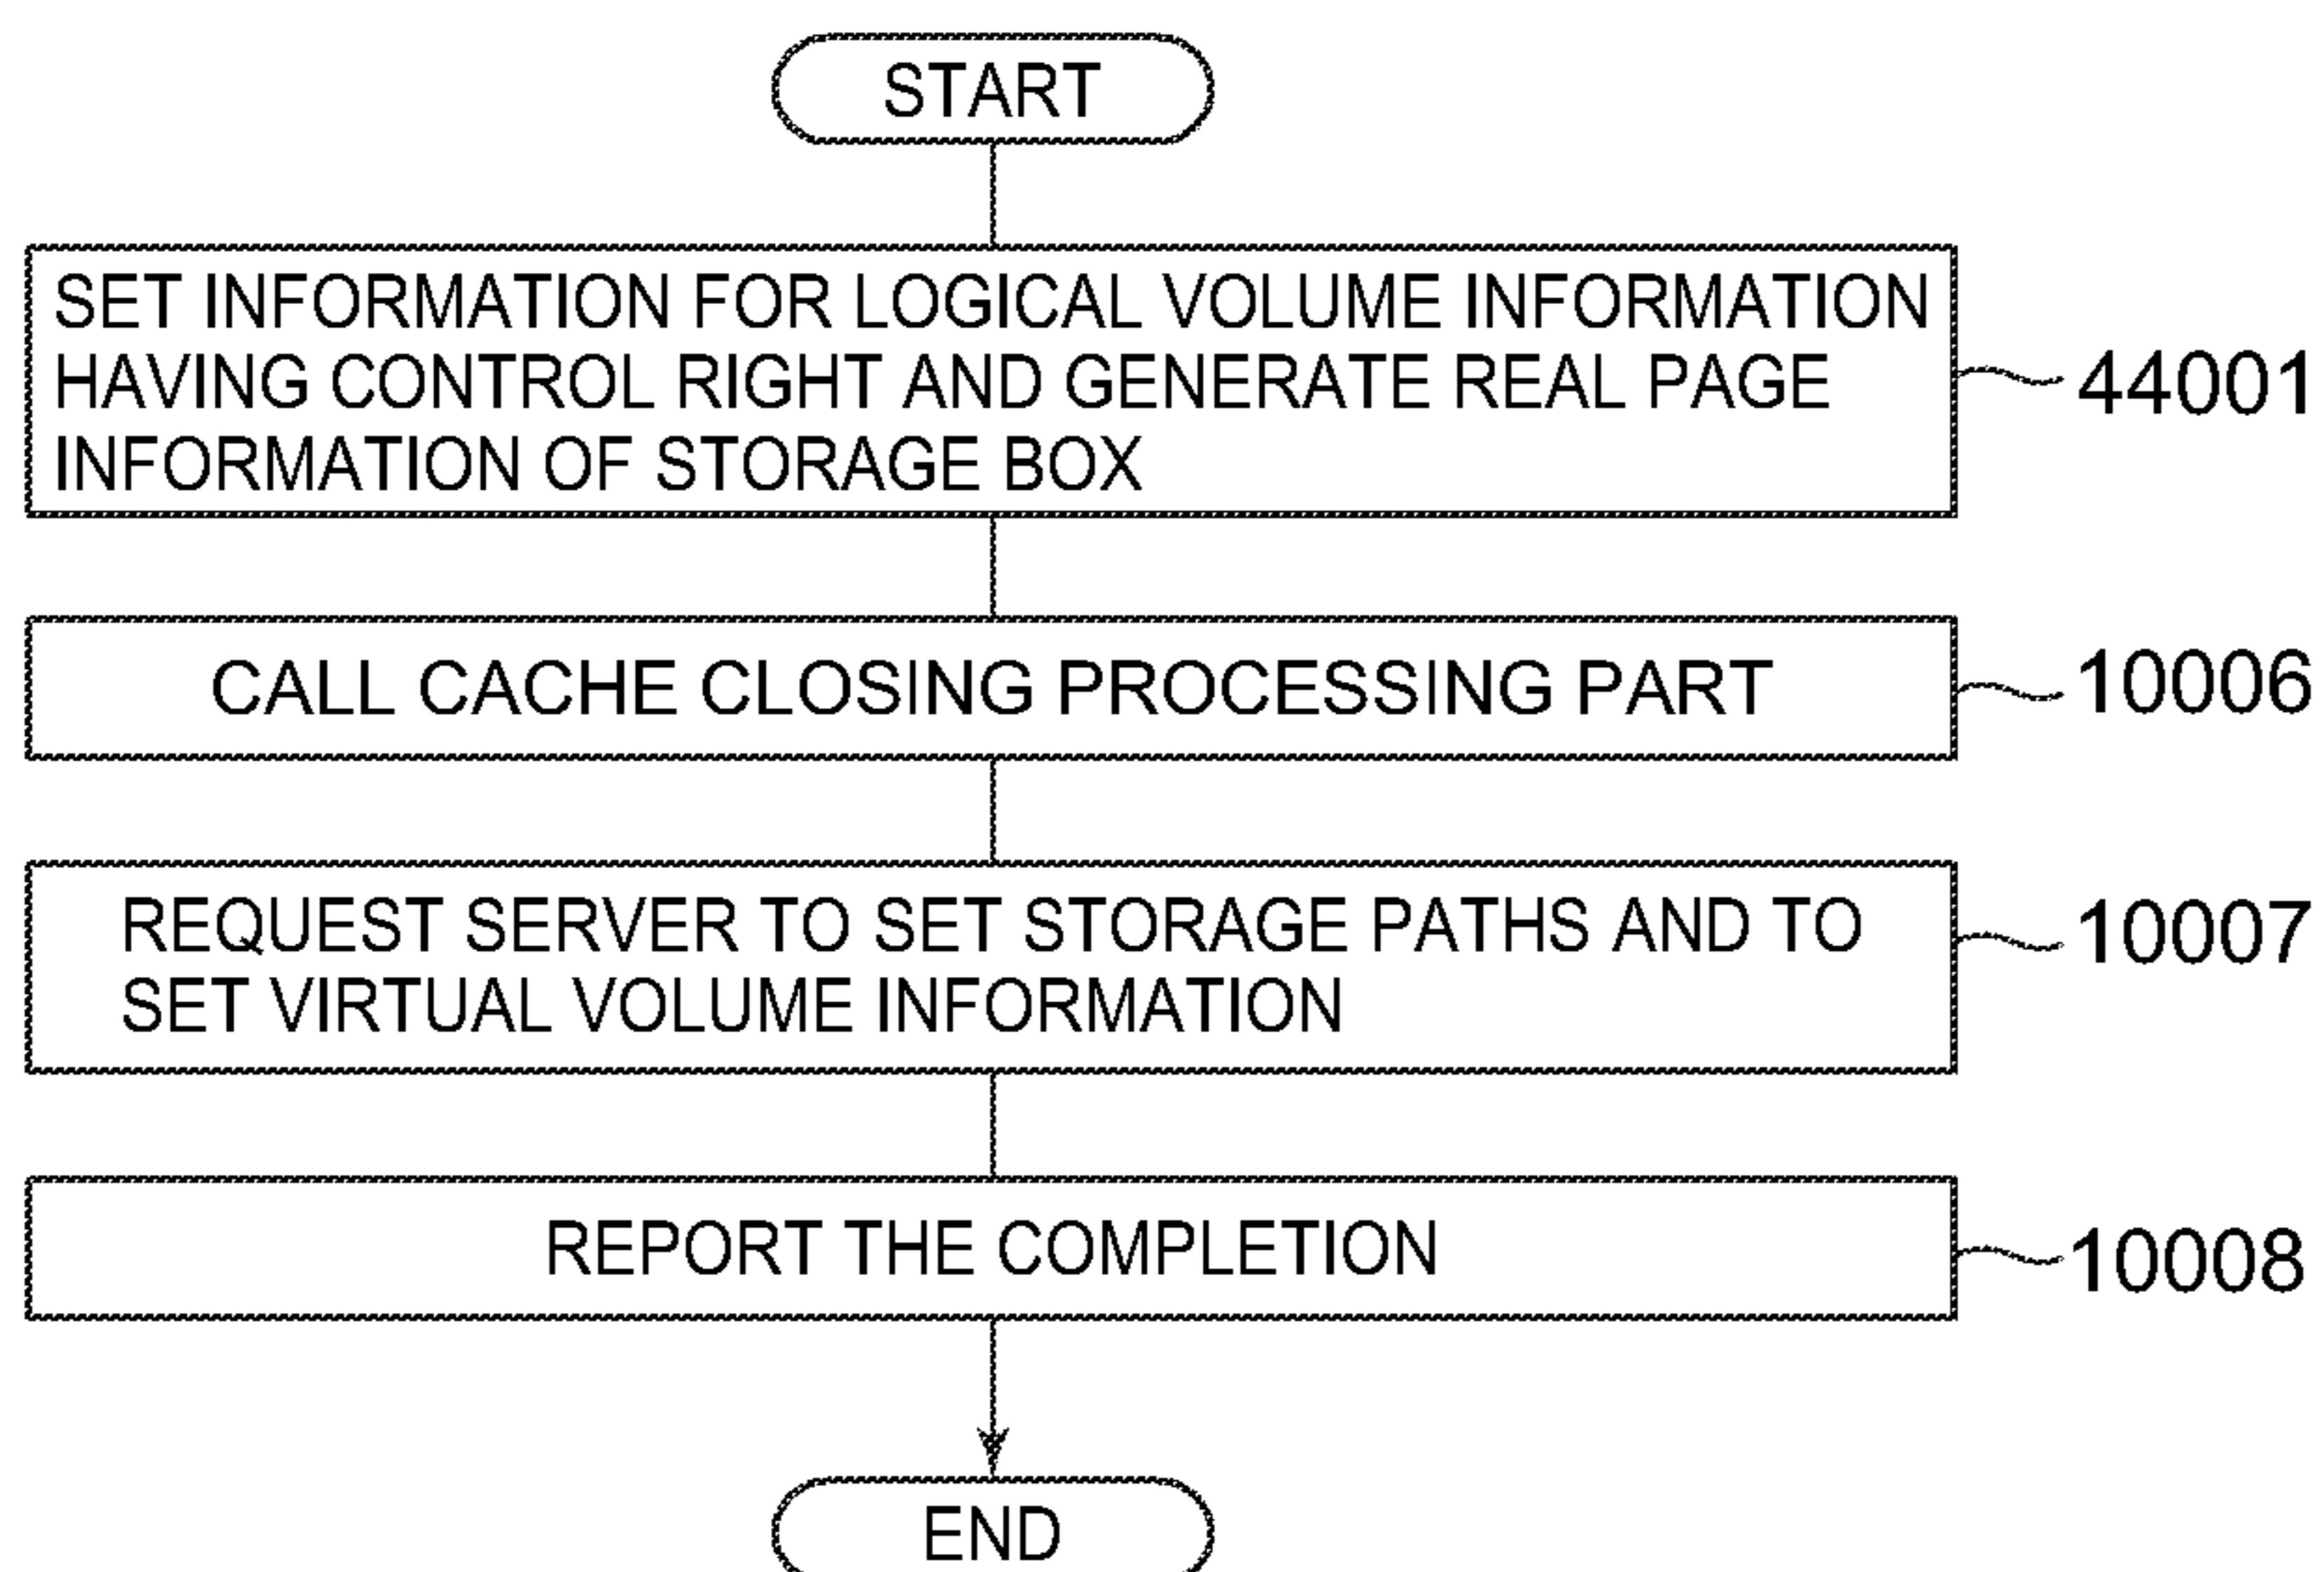 START
SET INFORMATION FOR LOGICAL VOLUME INFORMATION
HAVING CONTROL RIGHT AND GENERATE REAL PAGE
INFORMATION OF STORAGE BOX
44001
CALL CACHE CLOSING PROCESSING PART
10006
REQUEST SERVER TO SET STORAGE PATHS AND TO
SET VIRTUAL VOLUME INFORMATION
10007
REPORT THE COMPLETION
10008
END